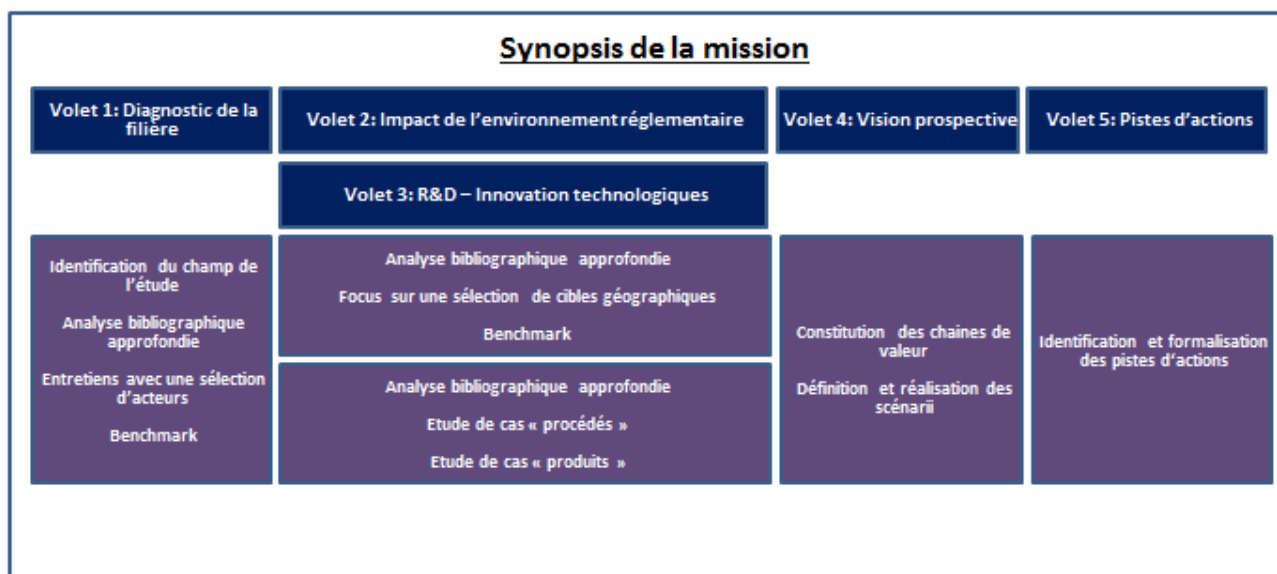 Synopsis de la mission
Volet 1: Diagnostic de la
filière
Volet 2: Impact de l'environnement réglementaire
Volet 4: Vision prospective
Volet 5: Pistes d'actions
Volet 3: R&D – Innovation technologiques
Identification du champ de
l'étude
Analyse bibliographique
approfondie
Entretiens avec une sélection
d'acteurs
Benchmark
Analyse bibliographique approfondie
Focus sur une sélection de cibles géographiques
Benchmark
Analyse bibliographique approfondie
Etude de cas « procédés »
Etude de cas « produits »
Constitution des chaines de
valeur
Définition et réalisation des
scénarii
Identification et formalisation
des pistes d'actions